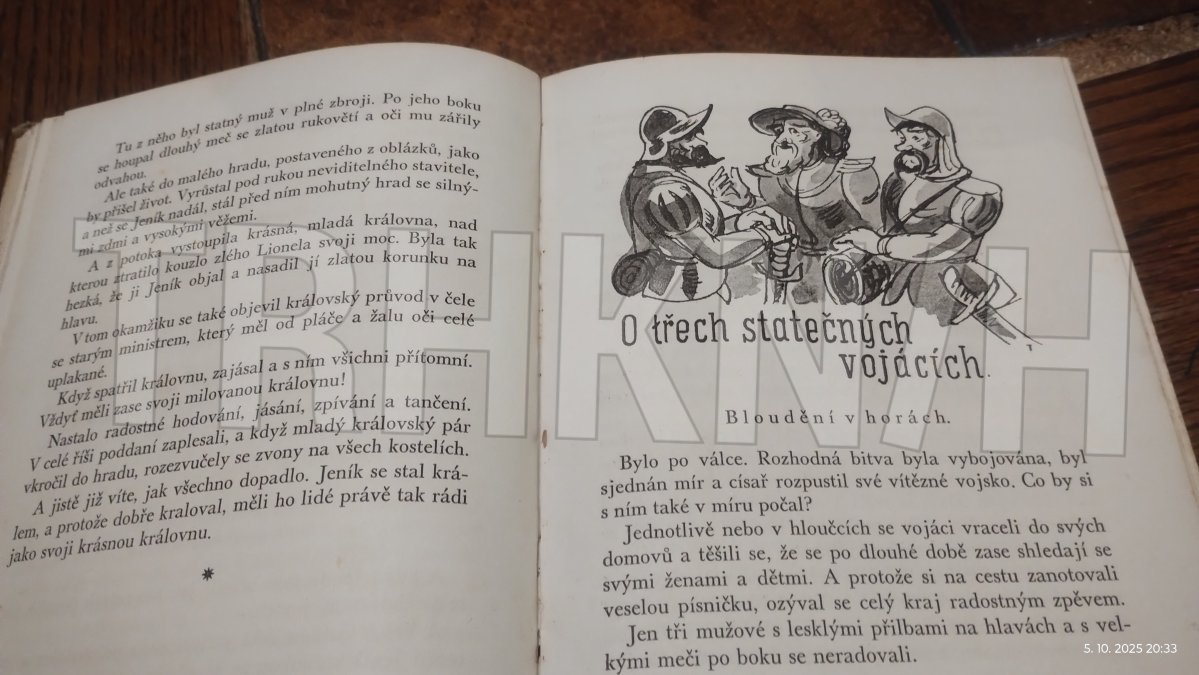 Tu z něho byl statný muž v plné zbroji. Po jeho boku
se houpal dlouhý meč se zlatou rukovětí a oči mu zářily
odvahou.
Ale také do malého hradu, postaveného z oblázků, jako
by přišel život. Vyrůstal pod rukou neviditelného stavitele,
a než se Jeník nadál, stál před ním mohutný hrad se silný-
mi zdmi a vysokými věžemi.
A z potoka vystoupila krásná, mladá královna, nad
kterou ztratilo kouzlo zlého Lionela svoji moc. Byla tak
hezká, že ji Jeník objal a nasadil jí zlatou korunku na
hlavu.
V tom okamžiku se také objevil královský průvod v čele
se starým ministrem, který měl od pláče a žalu oči celé
uplakané.
Když spatřil královnu, zajásal a s ním všichni přítomní.
Vždyť měli zase svoji milovanou královnu!
Nastalo radostné hodování, jásání, zpívání a tančení.
V celé říši poddaní zaplesali, a když mladý královský pár
vkročil do hradu, rozezvučely se zvony na všech kostelích.
A jistě již víte, jak všechno dopadlo. Jeník se stal krá-
lem, a protože dobře kraloval, měli ho lidé právě tak rádi
jako svoji krásnou královnu.
O třech statečných
vojácích.
Bloudění v horách.
Bylo po válce. Rozhodná bitva byla vybojována, byl
sjednán mír a císař rozpustil své vítězné vojsko. Co by si
s ním také v míru počal?
Jednotlivě nebo v hloučcích se vojáci vraceli do svých
domovů a těšili se, že se po dlouhé době zase shledají se
svými ženami a dětmi. A protože si na cestu zanotovali
veselou písničku, ozýval se celý kraj radostným zpěvem.
Jen tři mužové s lesklými přilbami na hlavách a s vel-
kými meči po boku se neradovali.
TRHKNIH
5. 10. 2025 20:33